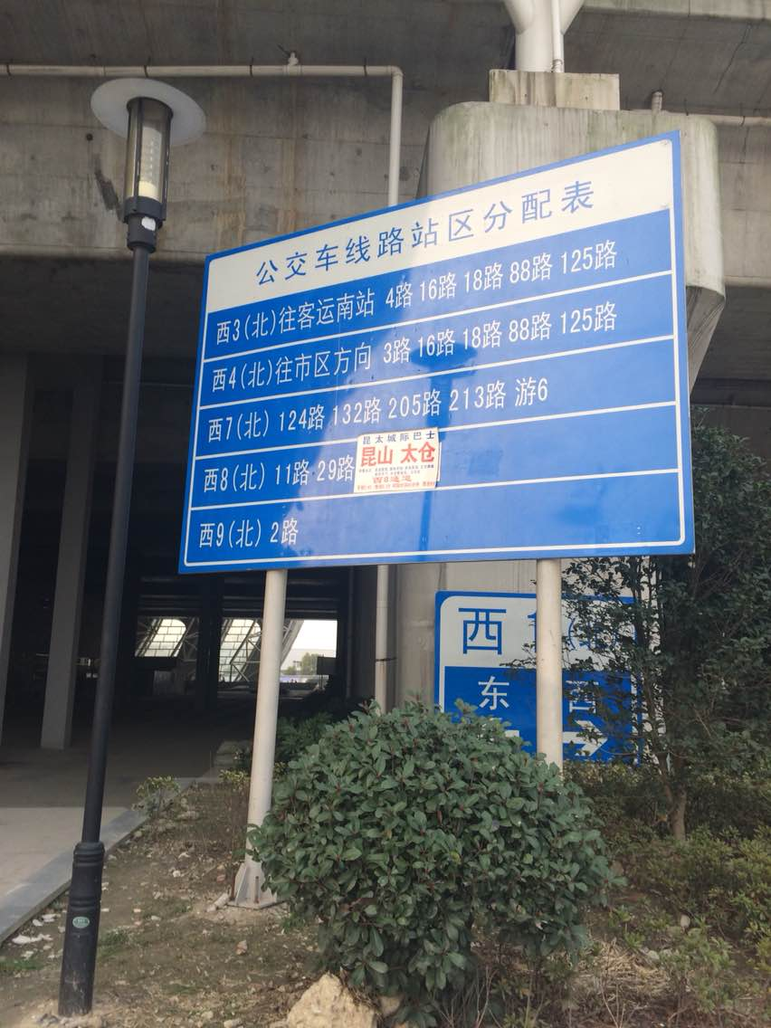 公交车线路站区分配表
西3(北)往客运南站 4路 16路 18路 88路 125路
西4(北)往市区方向 3路 16路 18路 88路 125路
西7(北) 124路 132路 205路 213路 游6
西8(北) 11路 29路
昆太城际巴士
昆山 太仓
西9(北) 2路
西
东 西